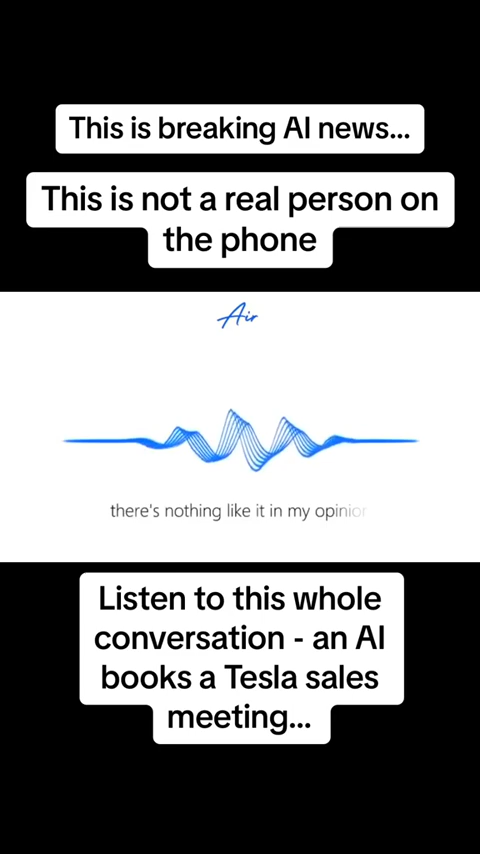 This is breaking AI news...
This is not a real person on
the phone
Air
there's nothing like it in my opinion
Listen to this whole
conversation - an AI
books a Tesla sales
meeting...